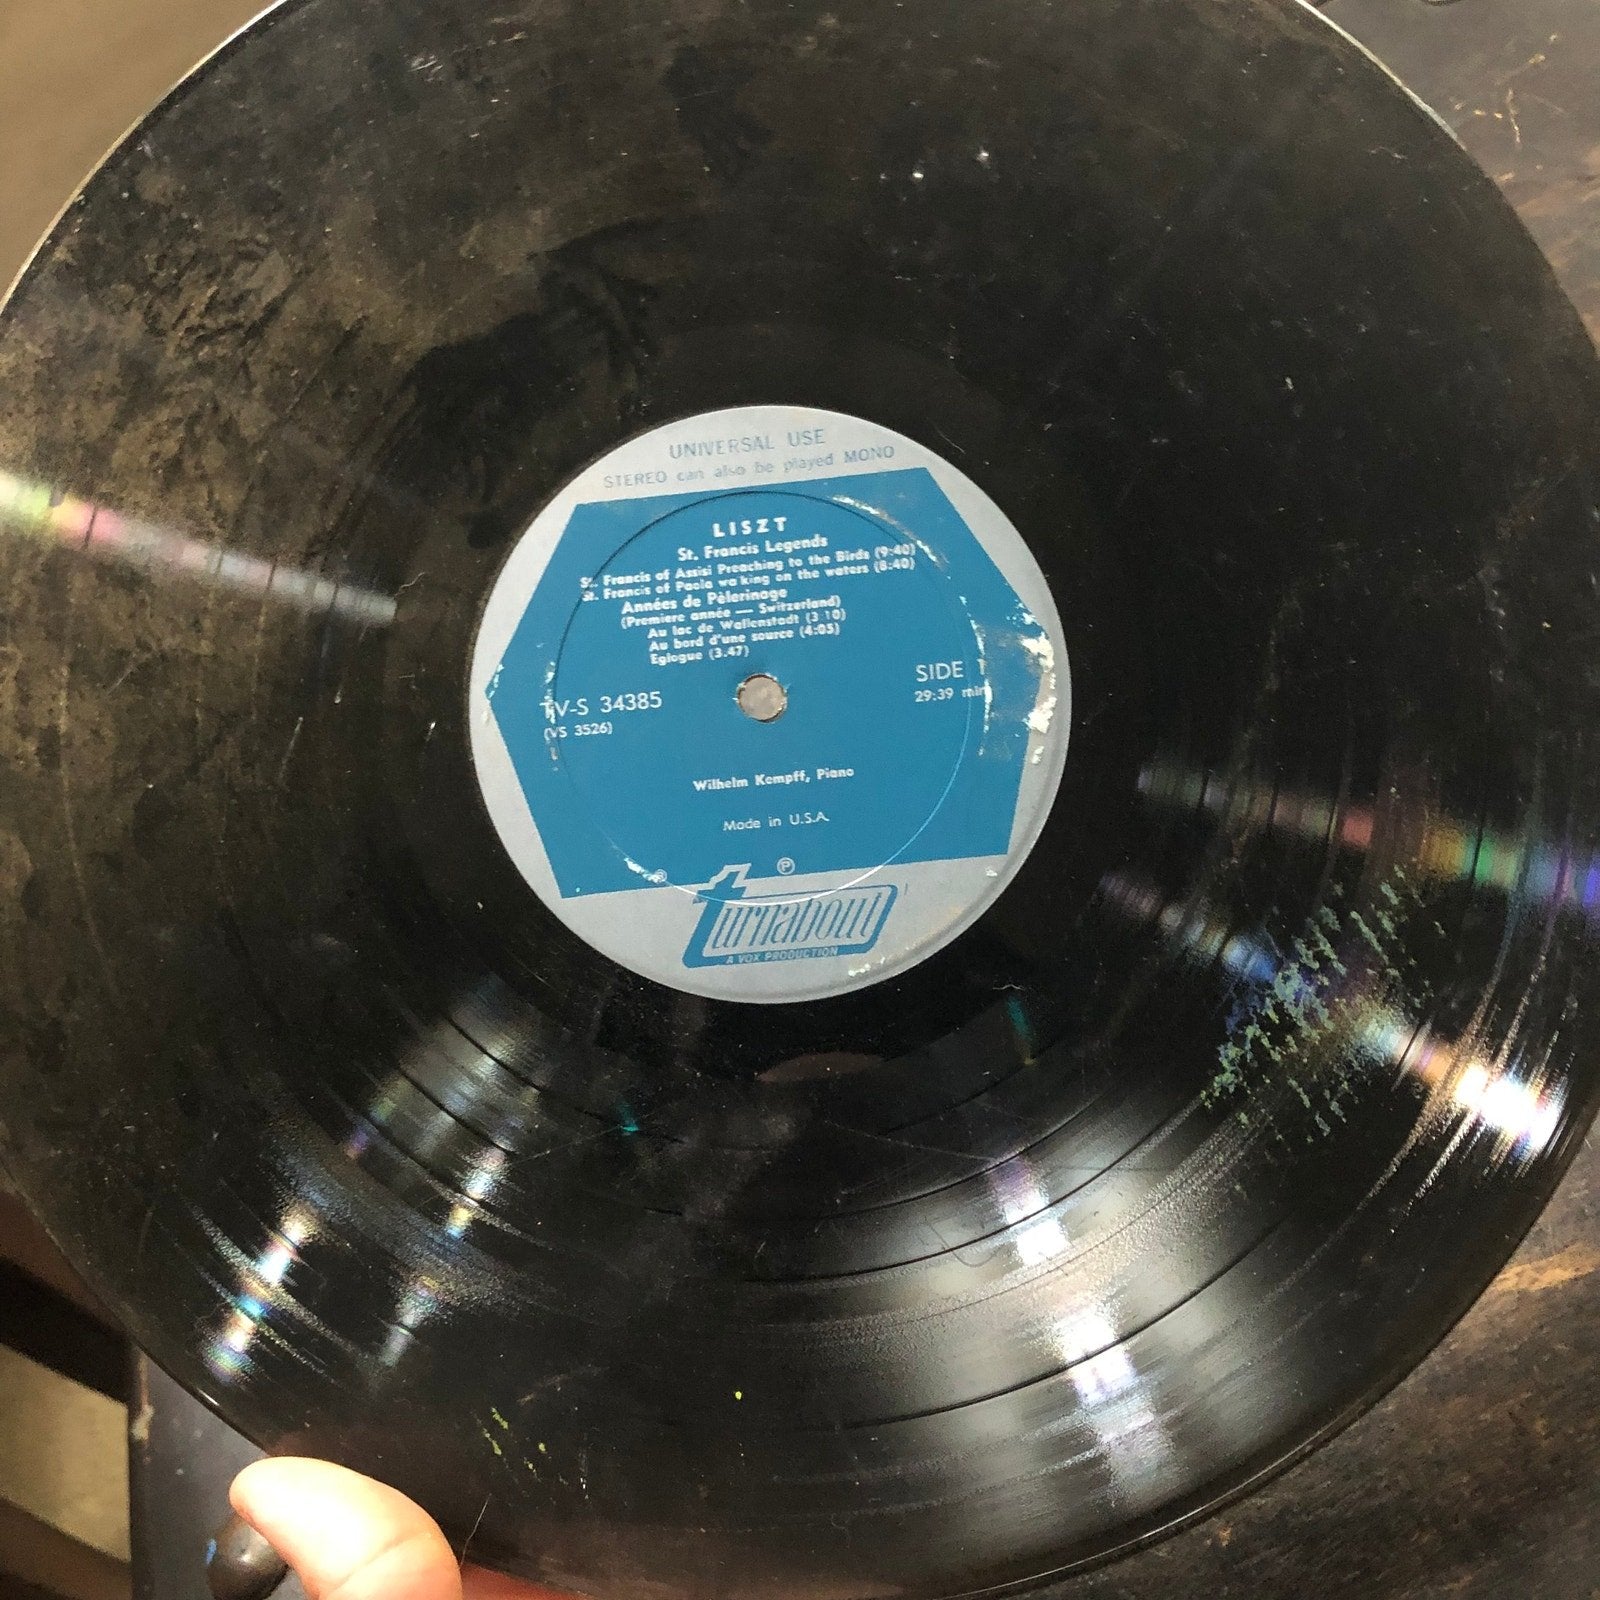 UNIVERSAL USE
STEREO can also be played MONO
LISZT
St. Francis Legends
St. Francis of Assisi Preaching to the Birds (9:40)
St. Francis of Paola walking on the waters (8:40)
Années de Pèlerinage
(Premiere année — Switzerland)
Au lac de Wallenstadt (3:10)
Au bord d'une source (4:05)
Eglogue (3.47)
SIDE 1
29:39 min
TV-S 34385
(VS 3526)
Wilhelm Kempff, Piano
Made in U.S.A.
® ℗
turnabout
A VOX PRODUCTION